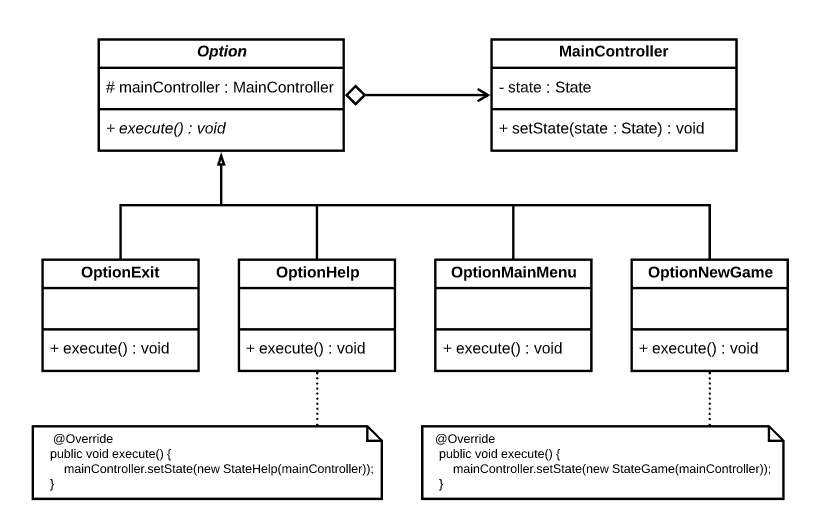 Option
# mainController : MainController
+ execute() : void
MainController
- state : State
+ setState(state : State) : void
OptionExit
+ execute() : void
OptionHelp
+ execute() : void
OptionMainMenu
+ execute() : void
OptionNewGame
+ execute() : void
@Override
public void execute() {
mainController.setState(new StateHelp(mainController));
}
@Override
public void execute() {
mainController.setState(new StateGame(mainController));
}